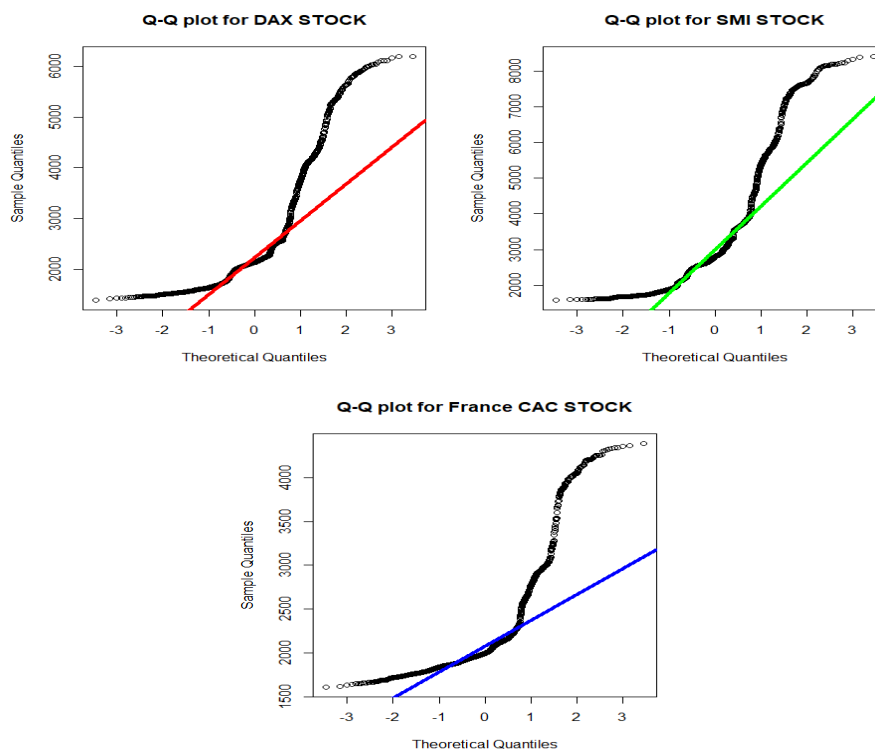 Q-Q plot for DAX STOCK
Sample Quantiles
6000
5000
4000
3000
2000
-3 -2 -1 0 1 2 3
Theoretical Quantiles
Q-Q plot for SMI STOCK
Sample Quantiles
8000
7000
6000
5000
4000
3000
2000
-3 -2 -1 0 1 2 3
Theoretical Quantiles
Q-Q plot for France CAC STOCK
Sample Quantiles
4000
3500
3000
2500
2000
1500
-3 -2 -1 0 1 2 3
Theoretical Quantiles